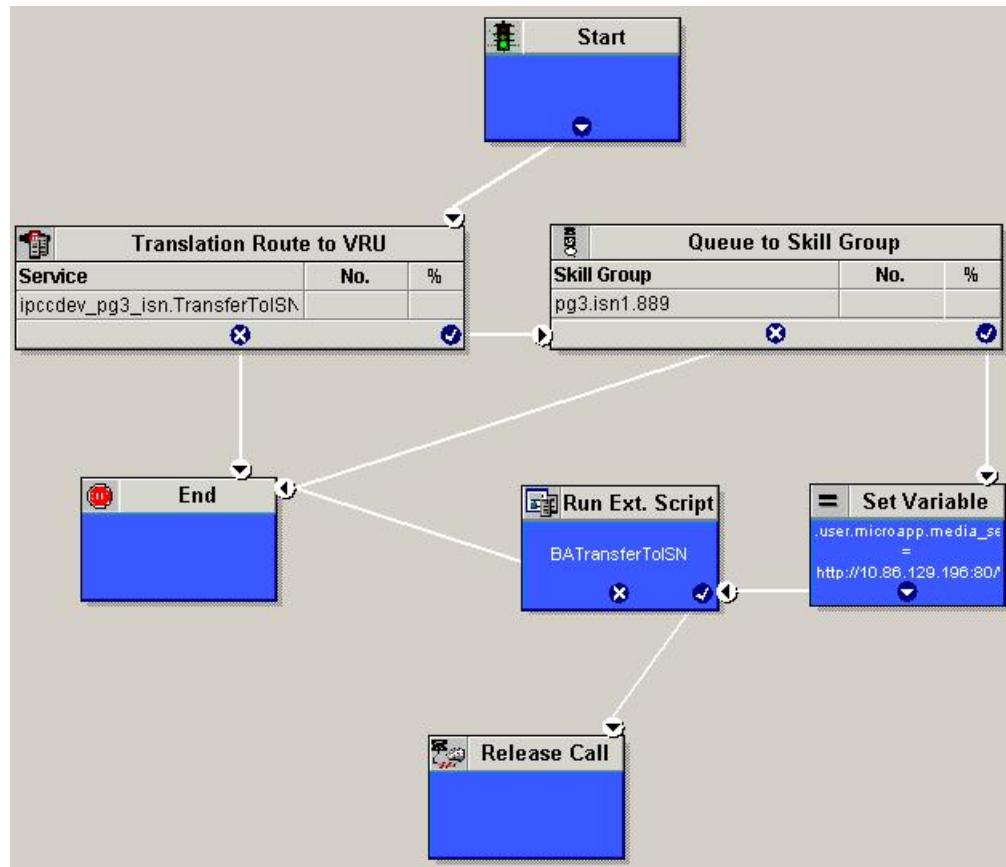 Start
Translation Route to VRU
Service No. %
ipccdev_pg3_isn.TransferToISN
Queue to Skill Group
Skill Group No. %
pg3.isn1.889
End
Run Ext. Script
BATransferToISN
Set Variable
.user.microapp.media_se
=
http://10.86.129.196:80/
Release Call